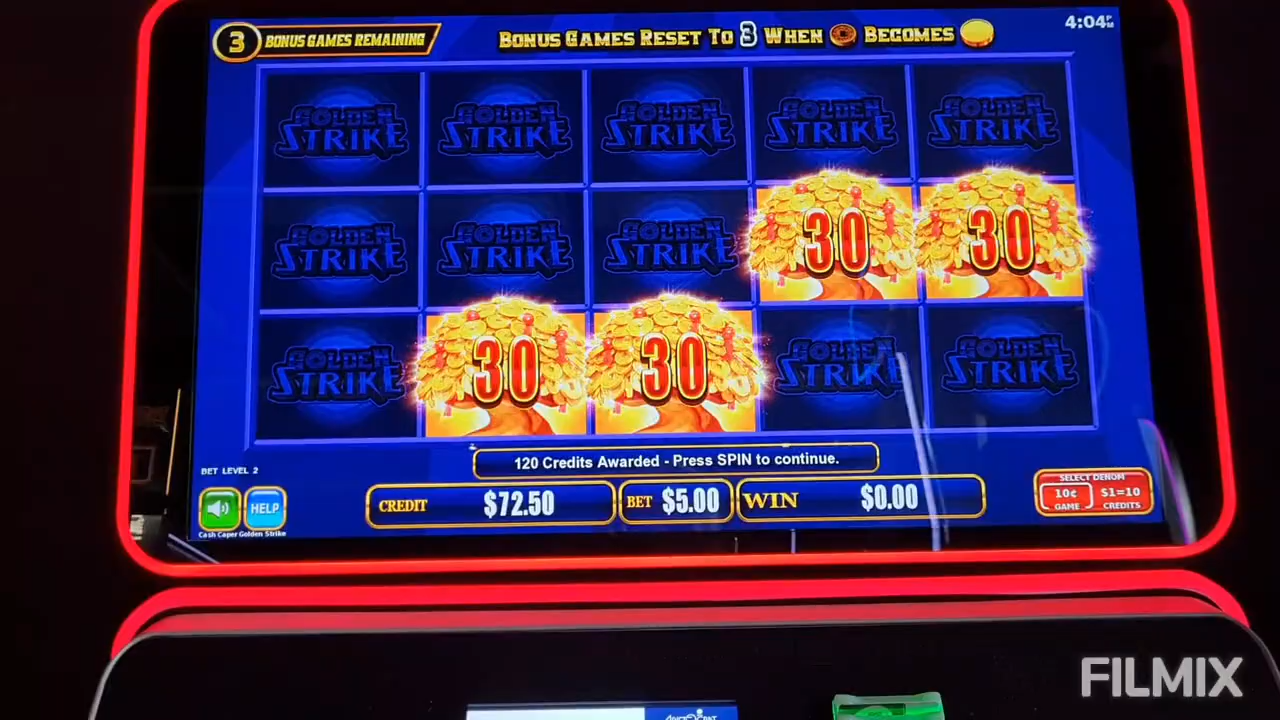 3 BONUS GAMES REMAINING
BONUS GAMES RESET TO 3 WHEN BECOMES
4:04 PM
GOLDEN STRIKE GOLDEN STRIKE GOLDEN STRIKE GOLDEN STRIKE GOLDEN STRIKE
GOLDEN STRIKE GOLDEN STRIKE GOLDEN STRIKE 30 30
GOLDEN STRIKE 30 30 GOLDEN STRIKE GOLDEN STRIKE
120 Credits Awarded - Press SPIN to continue.
BET LEVEL 2
HELP
Cash Caper Golden Strike
CREDIT $72.50 BET $5.00 WIN $0.00
SELECT DENOM
10¢ $1=10
GAME CREDITS
ARISTOCRAT
FILMIX